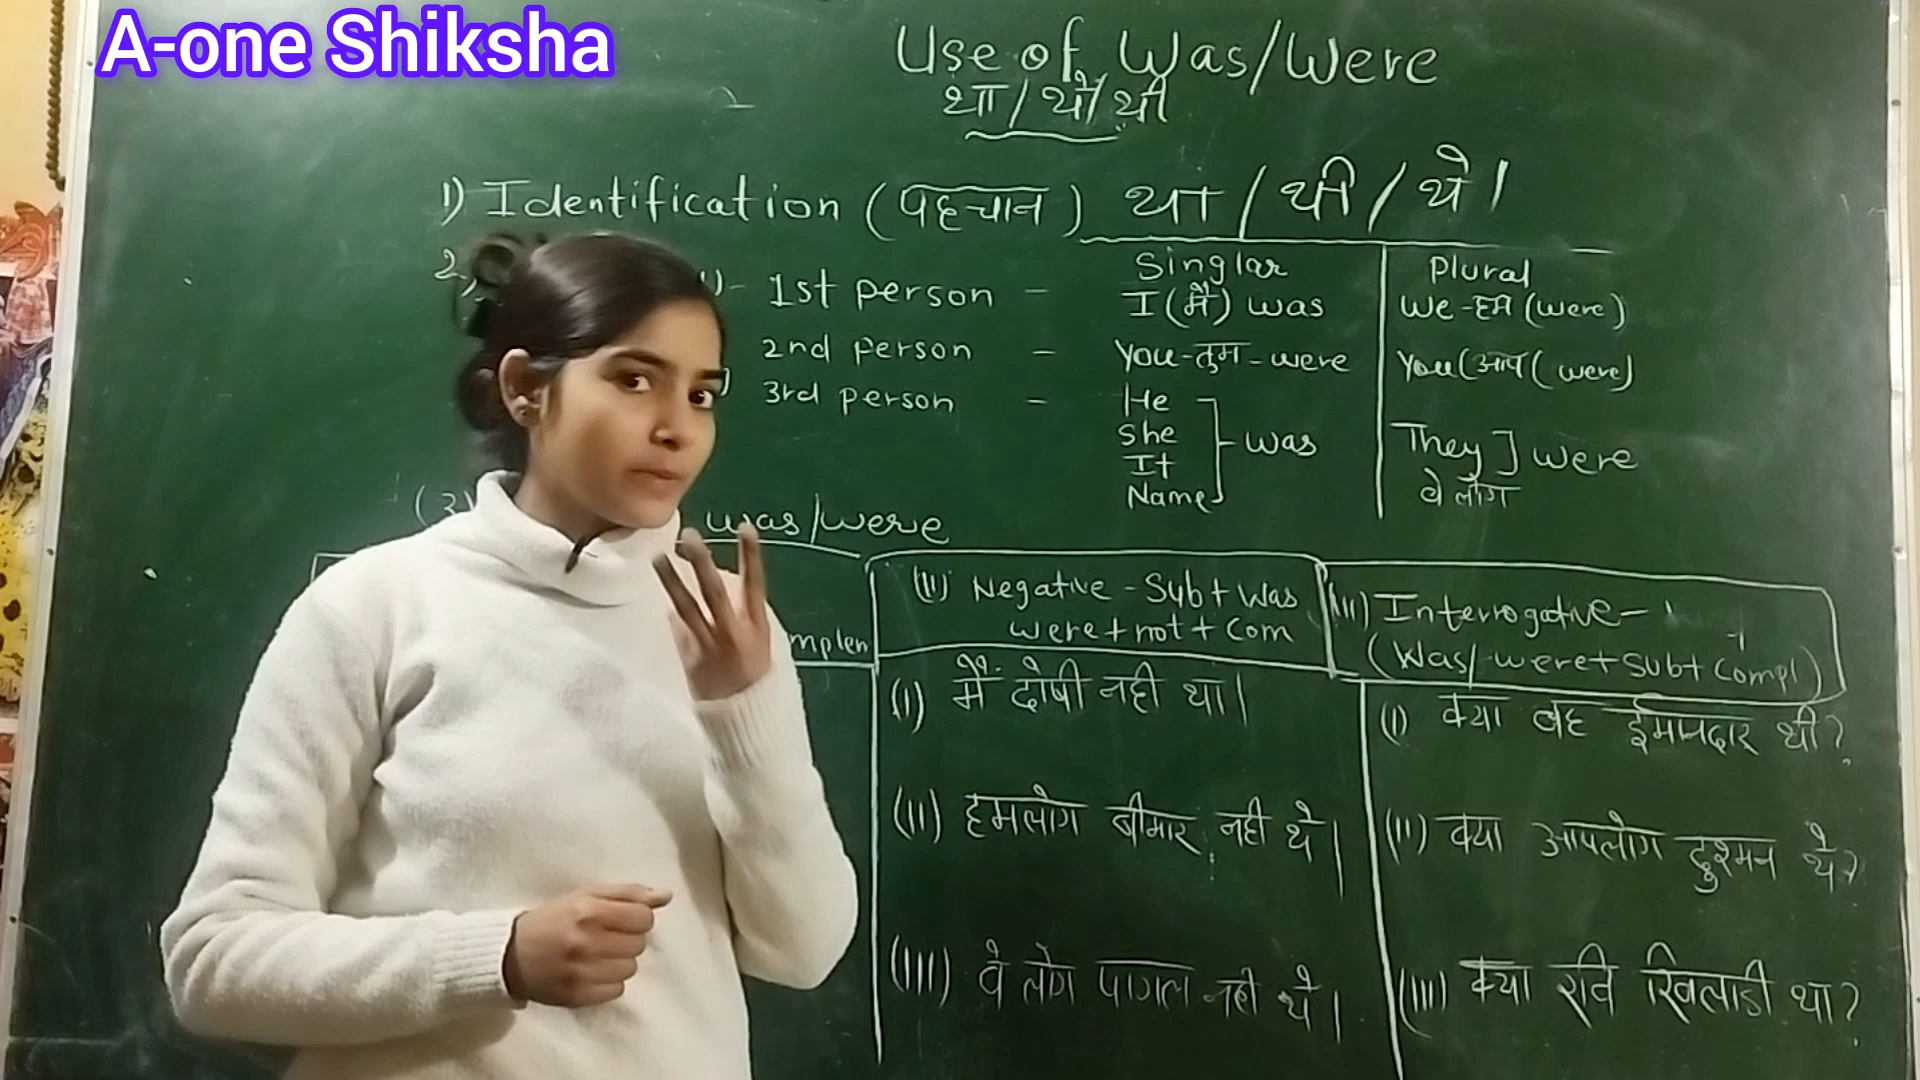 A-one Shiksha
Use of Was/Were
था/थे/थी
1) Identification (पहचान) था/थी/थे।
2)
Singlar Plural
1st person - I (मैं) was We-हम (were)
2nd person - You-तुम-were You (आप (were)
3rd person - He
She
It
Name
was
They] were
वे लोग
(3) was/were
mplen
(II) Negative - Sub + Was
were + not + Com
(III) Interrogative -
(Was/were + Sub + Compl)
(I) मैं दोषी नही था।
(II) हमलोग बीमार नही थे।
(III) वे लोग पागल नही थे।
(I) क्या वह ईमानदार थी?
(II) क्या आपलोग दुश्मन थे?
(III) क्या रवि खिलाडी था?